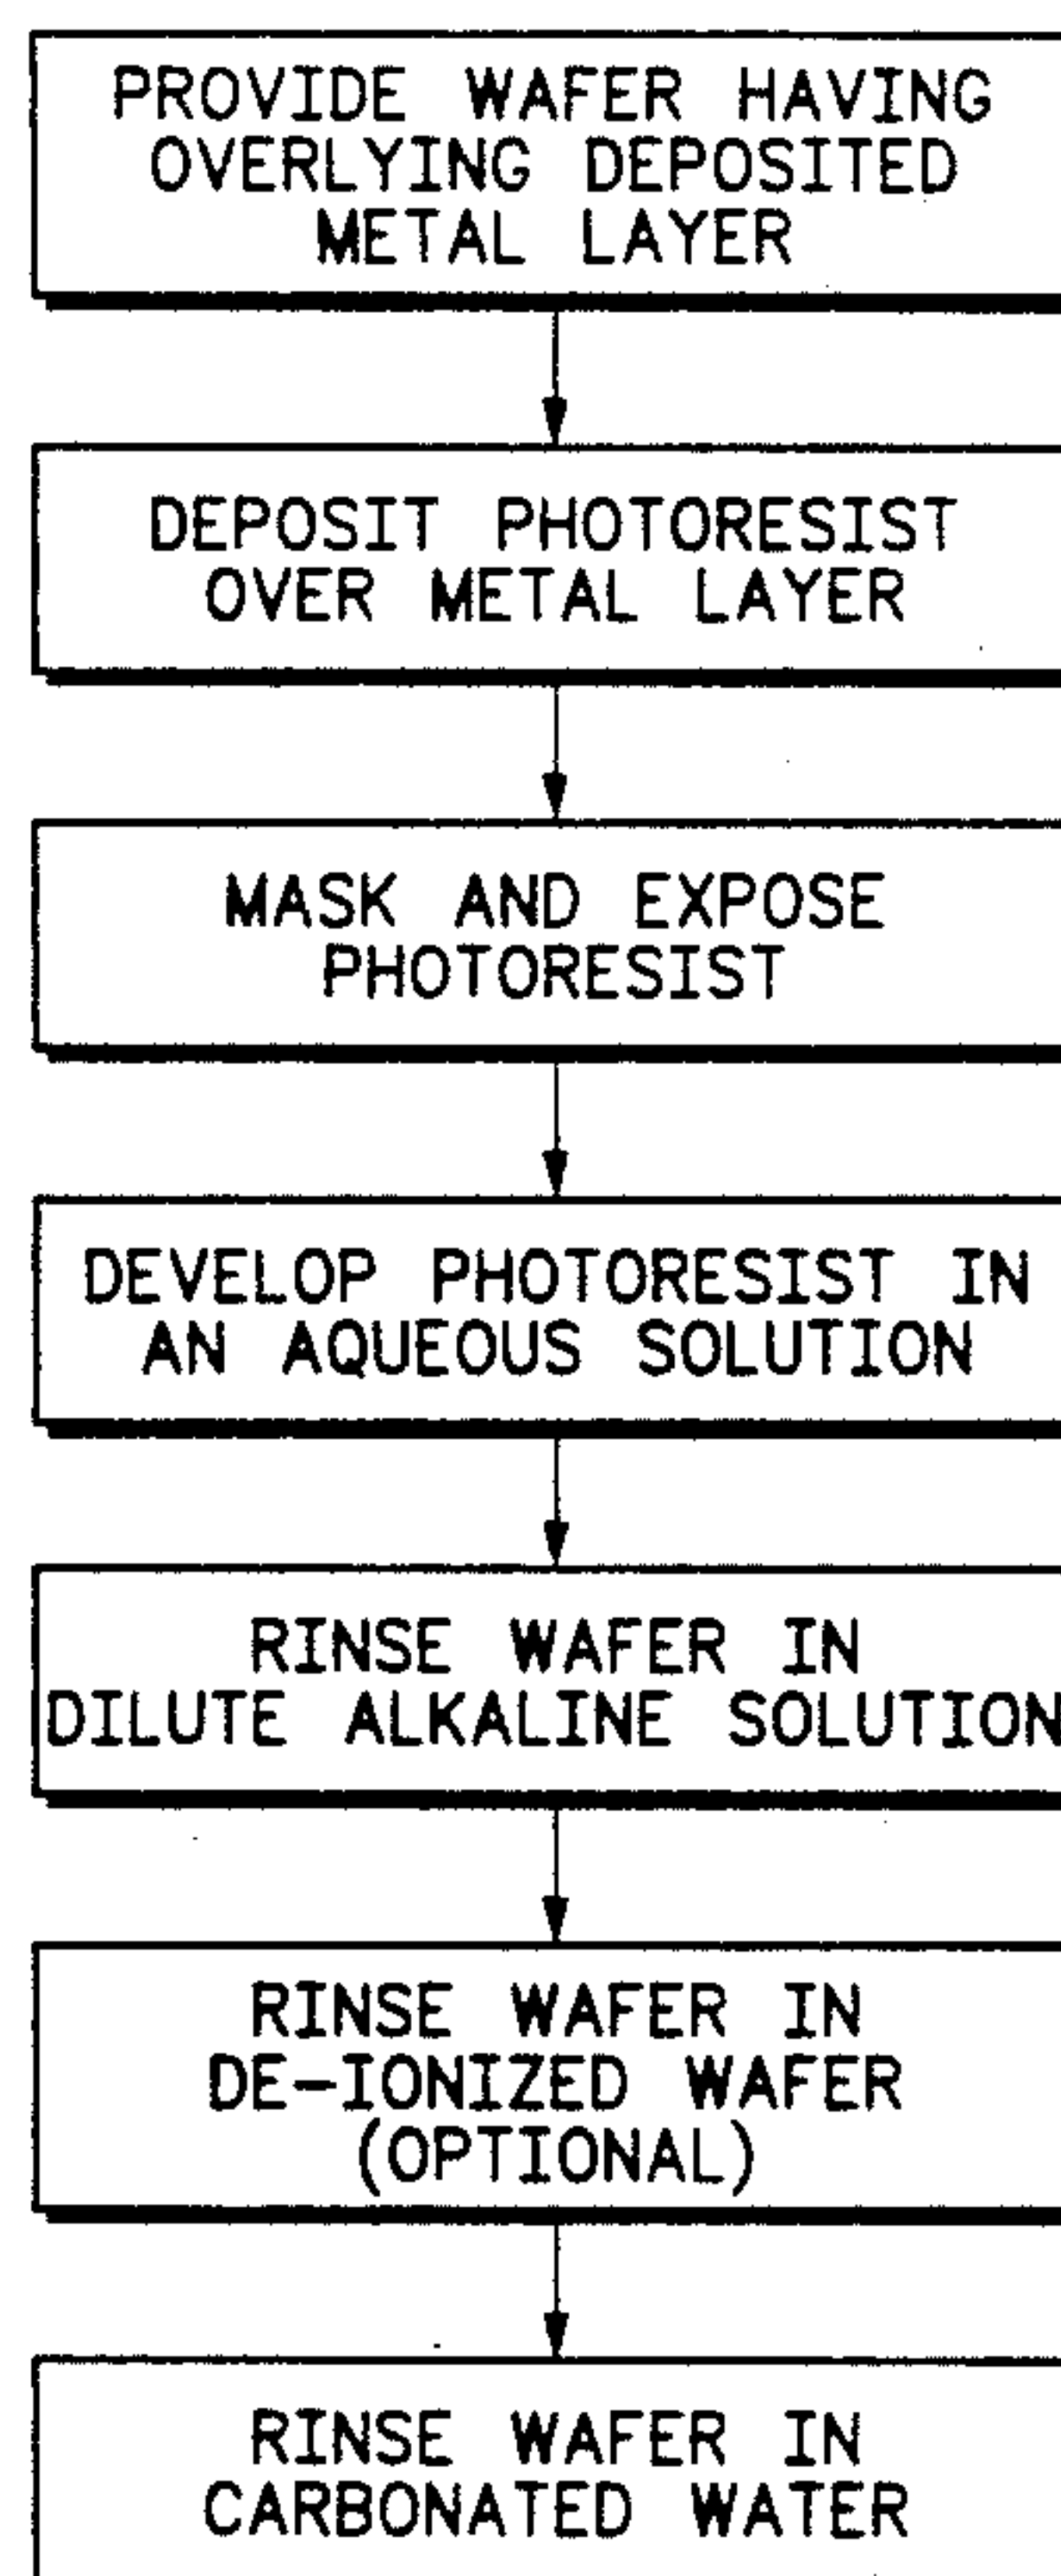 PROVIDE WAFER HAVING
OVERLYING DEPOSITED
METAL LAYER
DEPOSIT PHOTORESIST
OVER METAL LAYER
MASK AND EXPOSE
PHOTORESIST
DEVELOP PHOTORESIST IN
AN AQUEOUS SOLUTION
RINSE WAFER IN
DILUTE ALKALINE SOLUTION
RINSE WAFER IN
DE-IONIZED WAFER
(OPTIONAL)
RINSE WAFER IN
CARBONATED WATER